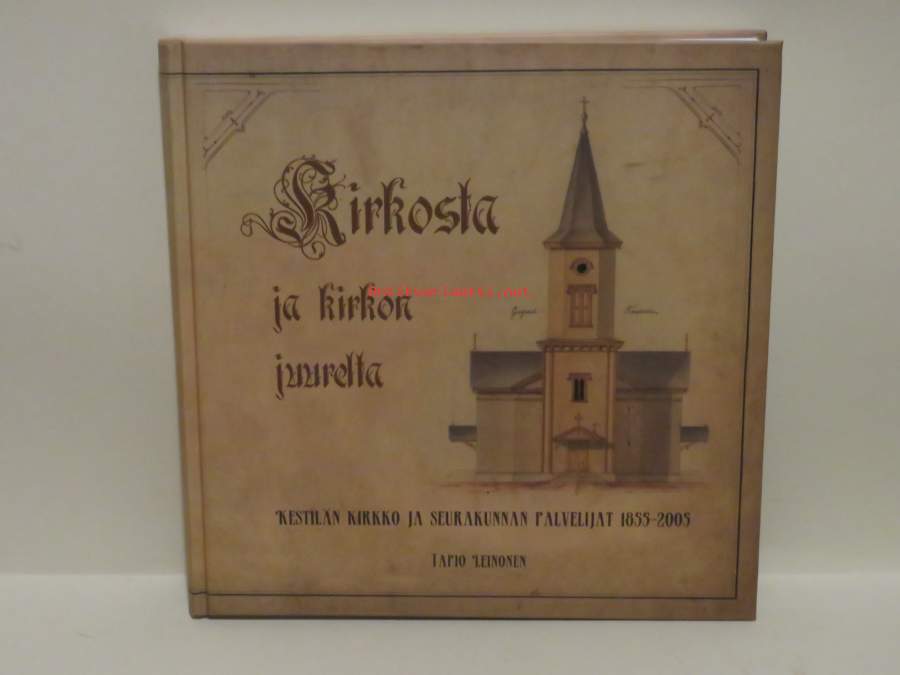 Kirkosta
ja kirkon
juurelta
KESTILÄN KIRKKO JA SEURAKUNNAN PALVELIJAT 1855-2005
TAPIO LEINONEN